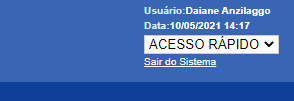 Usuário:Daiane Anzilaggo
Data:10/05/2021 14:17
ACESSO RÁPIDO
Sair do Sistema